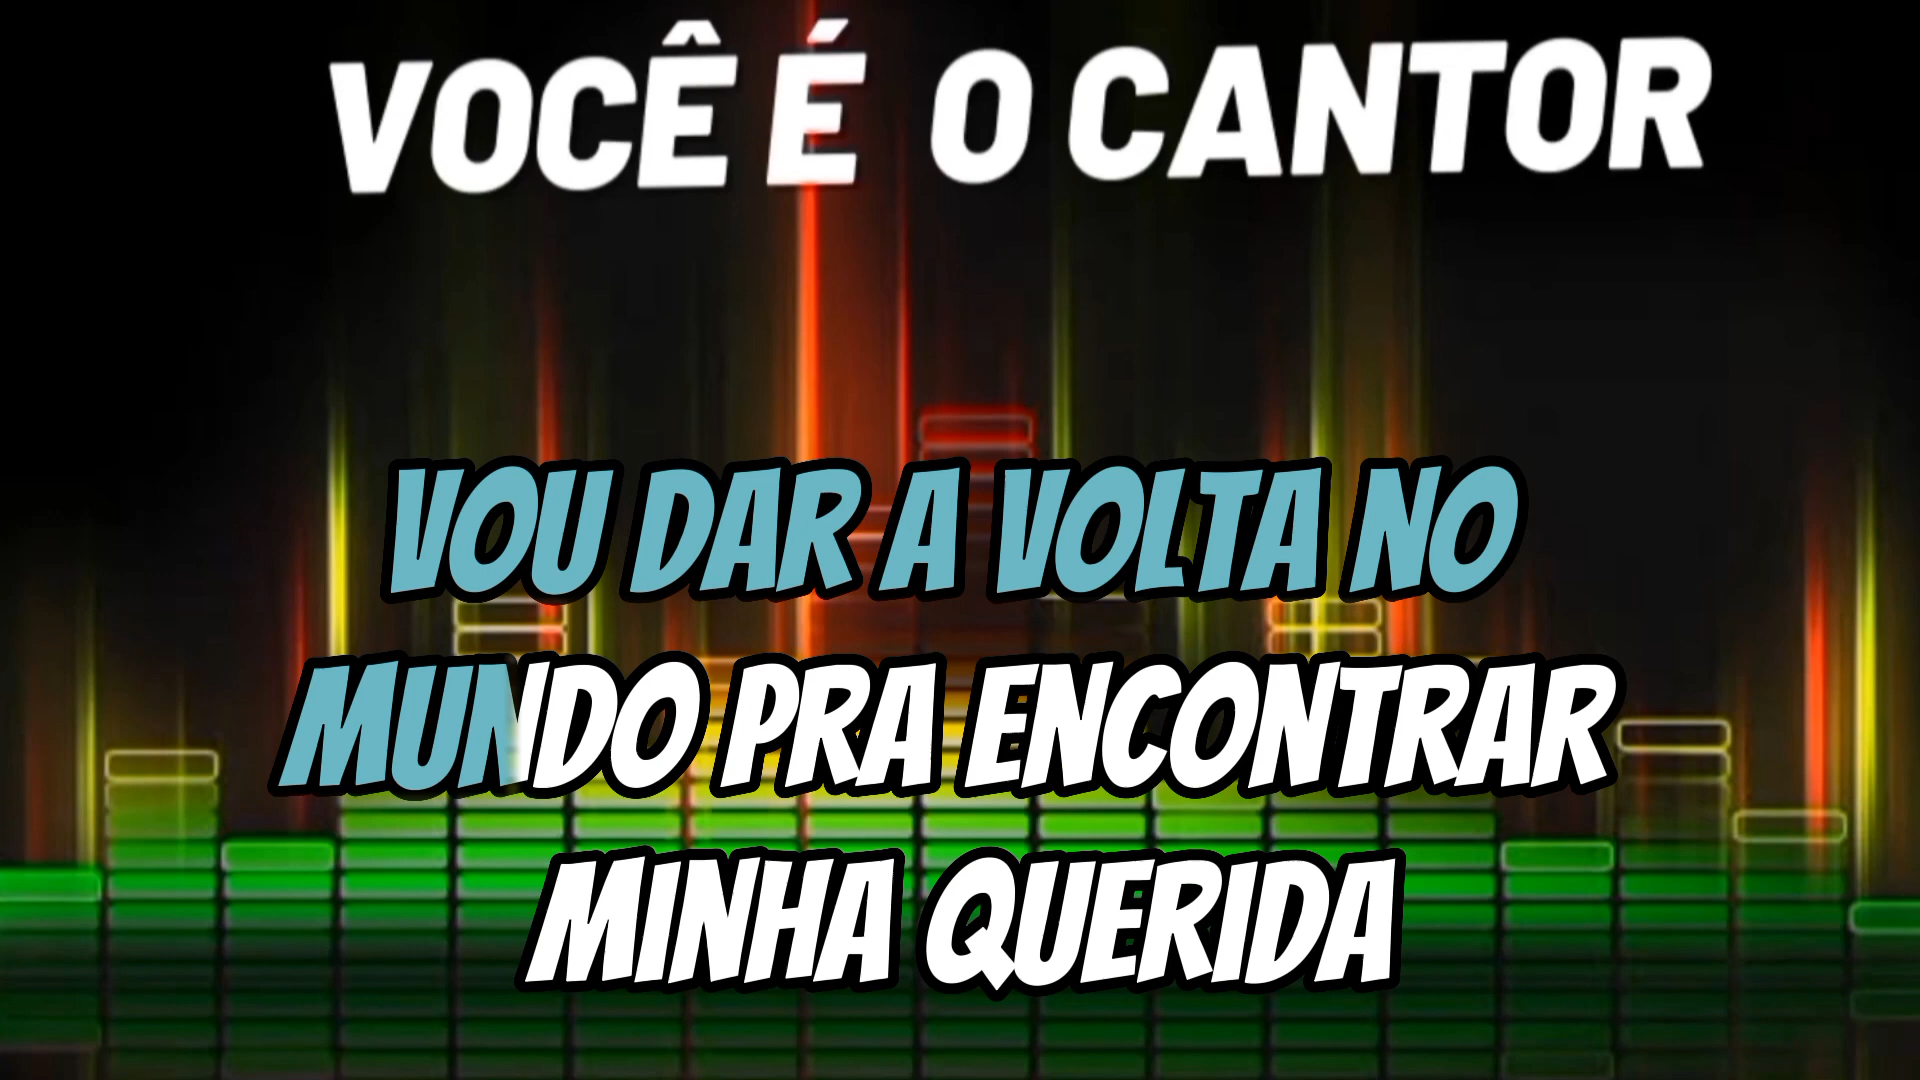 VOCÊ É O CANTOR
VOU DAR A VOLTA NO
MUNDO PRA ENCONTRAR
MINHA QUERIDA